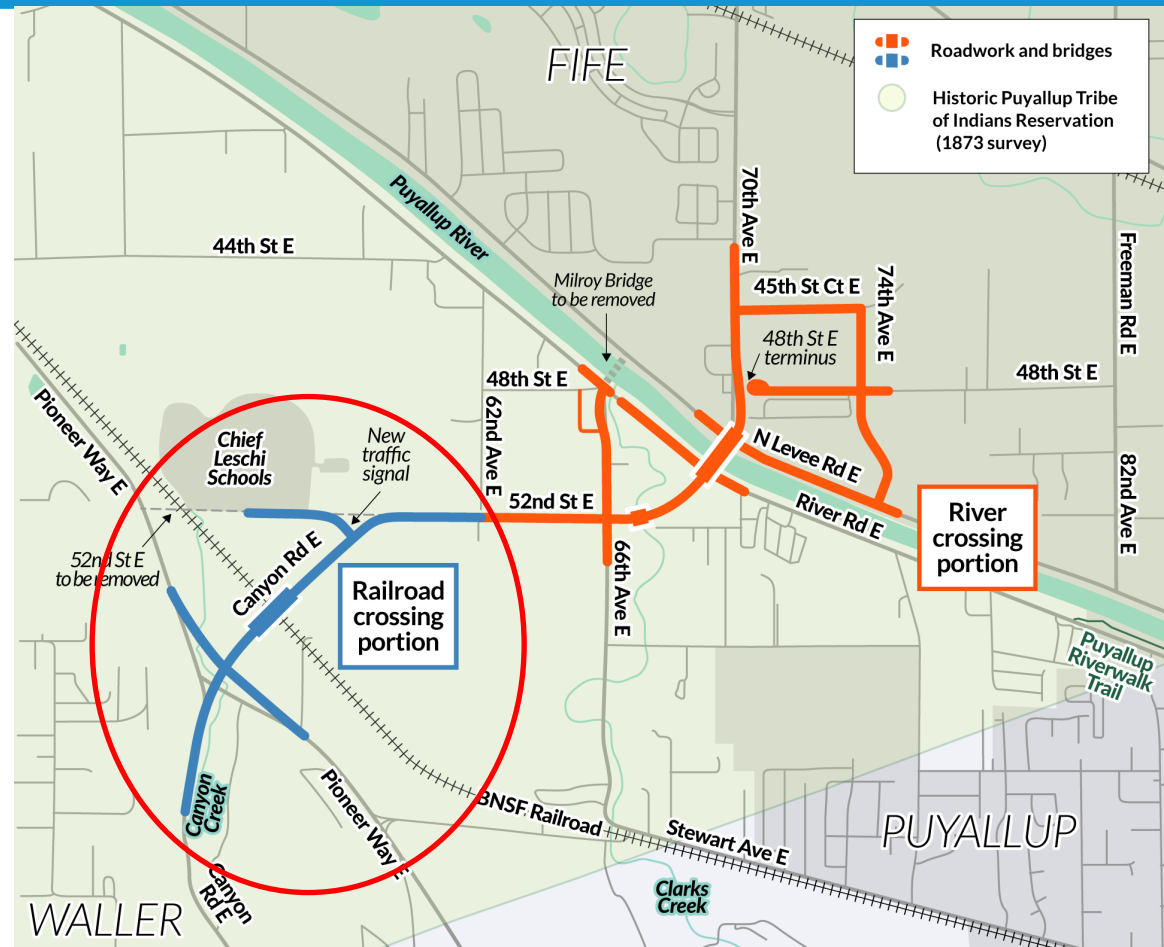 FIFE
Roadwork and bridges
Historic Puyallup Tribe
of Indians Reservation
(1873 survey)
70th Ave E
Puyallup River
44th St E
Freeman Rd E
Milroy Bridge
to be removed
45th St Ct E
74th Ave E
48th St E
terminus
48th St E
48th St E
Pioneer Way E
62nd Ave E
Chief
Leschi
Schools
New
traffic
signal
N Levee Rd E
82nd Ave E
52nd St E
River Rd E
River
crossing
portion
52nd St E
to be removed
Canyon Rd E
66th Ave E
Railroad
crossing
portion
Puyallup
Riverwalk
Trail
Canyon
Creek
Pioneer Way E
BNSF Railroad
Stewart Ave E
PUYALLUP
Canyon
Rd E
Clarks
Creek
WALLER